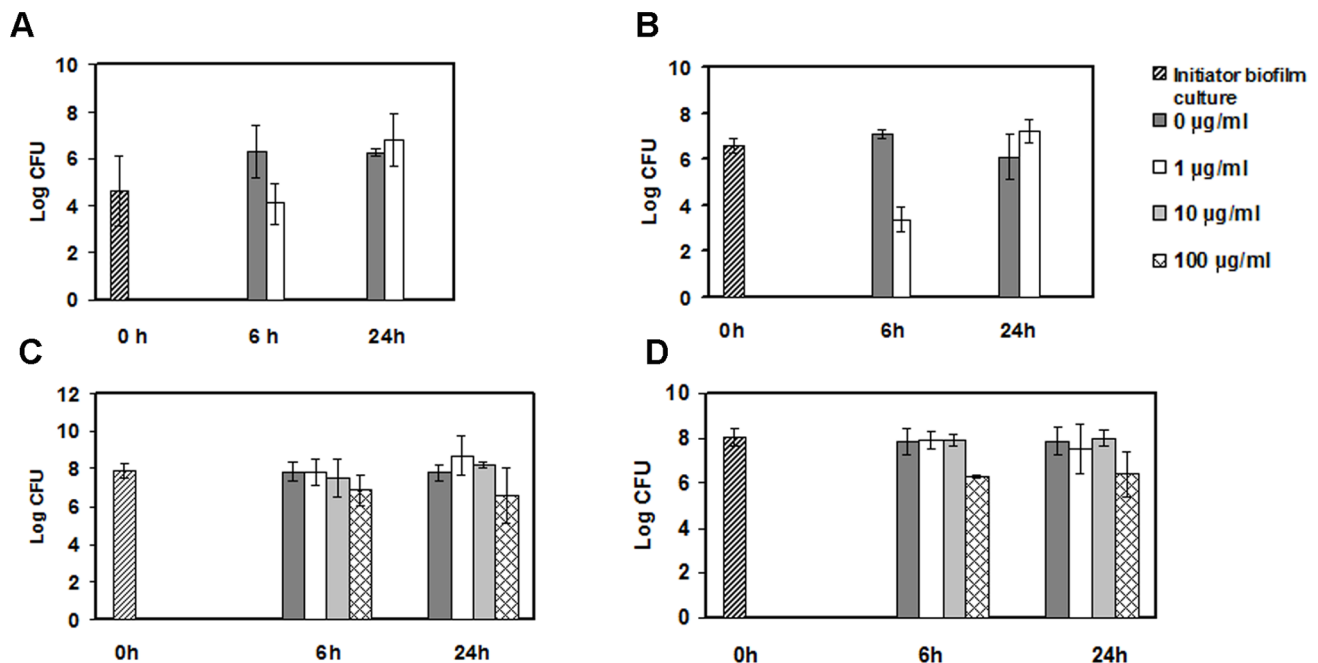 A
10
8
6
4
2
0
Log CFU
0 h
6 h
24h
B
10
8
6
4
2
0
Log CFU
0h
6h
24h
Initiator biofilm
culture
0 µg/ml
1 µg/ml
10 µg/ml
100 µg/ml
C
12
10
8
6
4
2
0
Log CFU
0h
6h
24h
D
10
8
6
4
2
0
Log CFU
0h
6h
24h